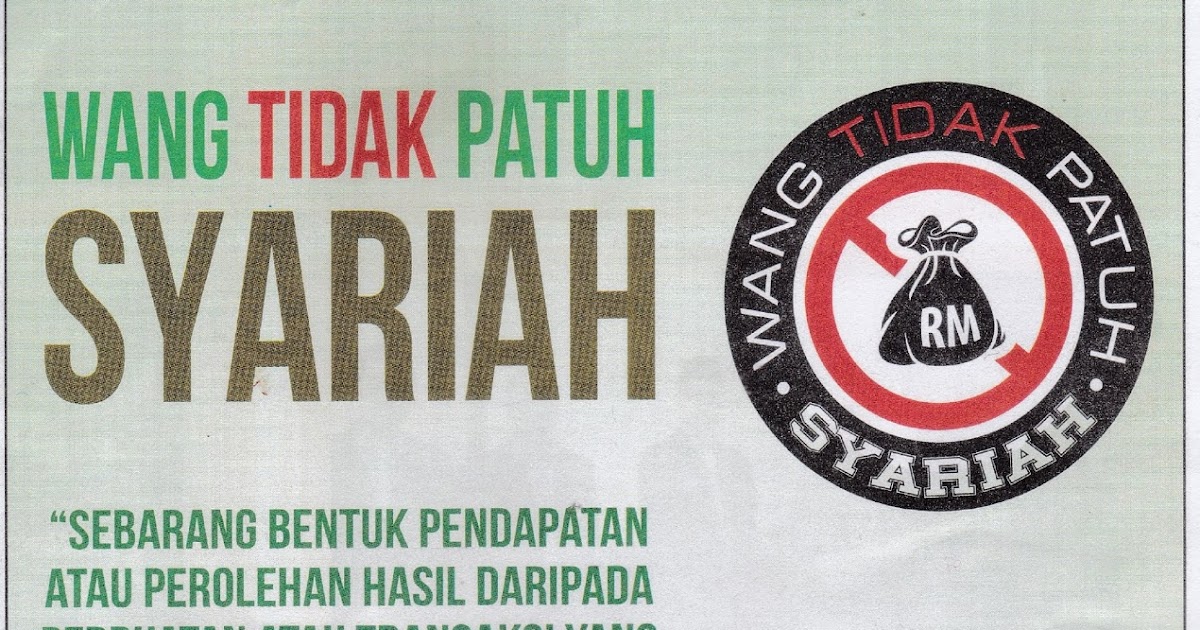 WANG TIDAK PATUH
SYARIAH
WANG TIDAK PATUH
SYARIAH
RM
“SEBARANG BENTUK PENDAPATAN
ATAU PEROLEHAN HASIL DARIPADA